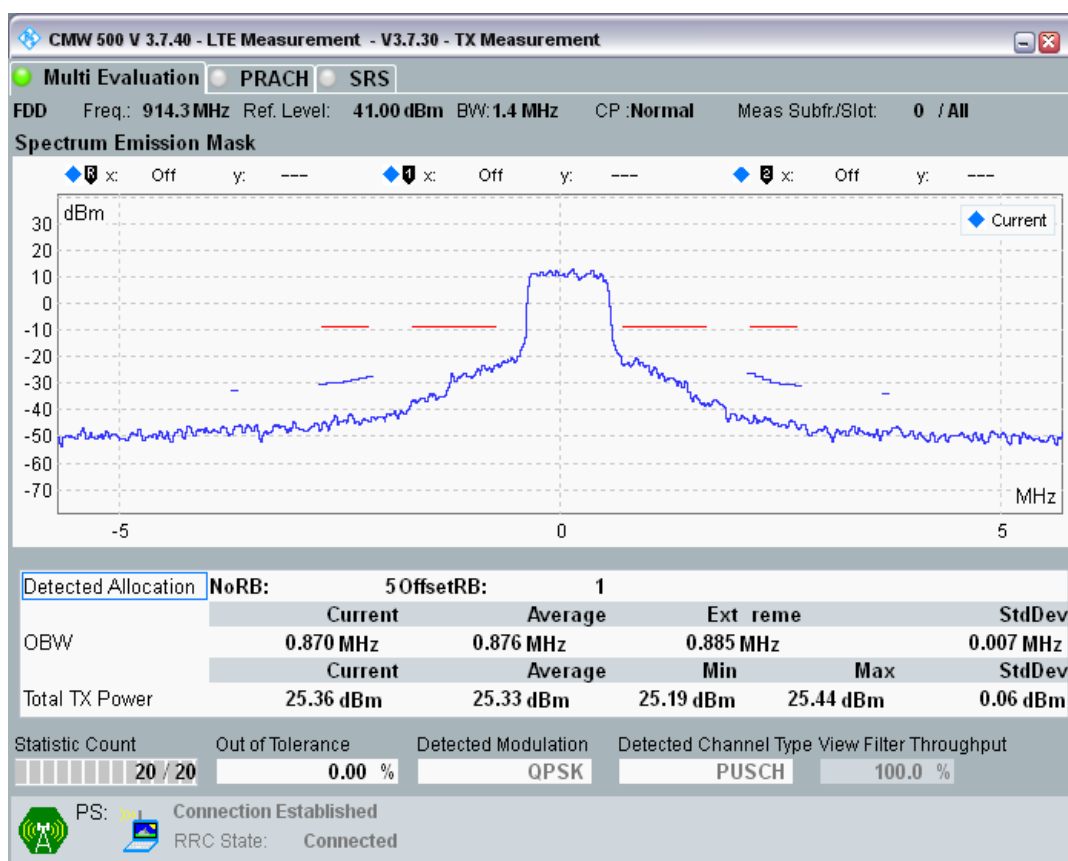 CMW 500 V 3.7.40 - LTE Measurement - V3.7.30 - TX Measurement
Multi Evaluation PRACH SRS
FDD Freq.: 914.3 MHz Ref. Level: 41.00 dBm BW: 1.4 MHz CP :Normal Meas Subfr./Slot: 0 / All
Spectrum Emission Mask
R x: Off y: --- 1 x: Off y: --- 2 x: Off y: ---
dBm
Current
30
20
10
0
-10
-20
-30
-40
-50
-60
-70
MHz
-5 0 5
Detected Allocation NoRB: 5 OffsetRB: 1
Current Average Ext reme StdDev
OBW 0.870 MHz 0.876 MHz 0.885 MHz 0.007 MHz
Current Average Min Max StdDev
Total TX Power 25.36 dBm 25.33 dBm 25.19 dBm 25.44 dBm 0.06 dBm
Statistic Count Out of Tolerance Detected Modulation Detected Channel Type View Filter Throughput
20 / 20 0.00 % QPSK PUSCH 100.0 %
PS: Connection Established
RRC State: Connected